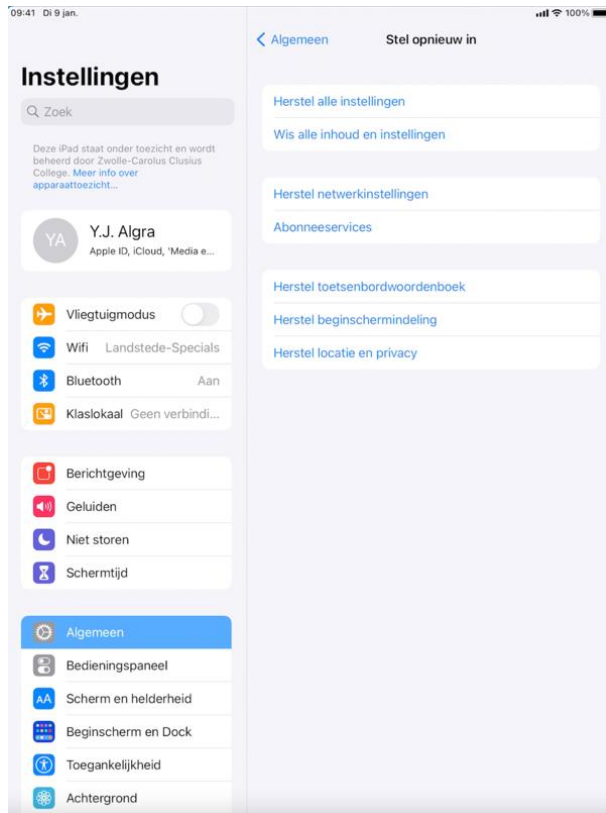 09:41 Di 9 jan.
100%
Instellingen
Zoek
Deze iPad staat onder toezicht en wordt
beheerd door Zwolle-Carolus Clusius
College. Meer info over
apparaattoezicht...
YA
Y.J. Algra
Apple ID, iCloud, 'Media e...
Vliegtuigmodus
Wifi Landstede-Specials
Bluetooth Aan
Klaslokaal Geen verbindi...
Berichtgeving
Geluiden
Niet storen
Schermtijd
Algemeen
Bedieningspaneel
AA Scherm en helderheid
Beginscherm en Dock
Toegankelijkheid
Achtergrond
Algemeen
Stel opnieuw in
Herstel alle instellingen
Wis alle inhoud en instellingen
Herstel netwerkinstellingen
Abonneeservices
Herstel toetsenbordwoordenboek
Herstel beginschermindeling
Herstel locatie en privacy